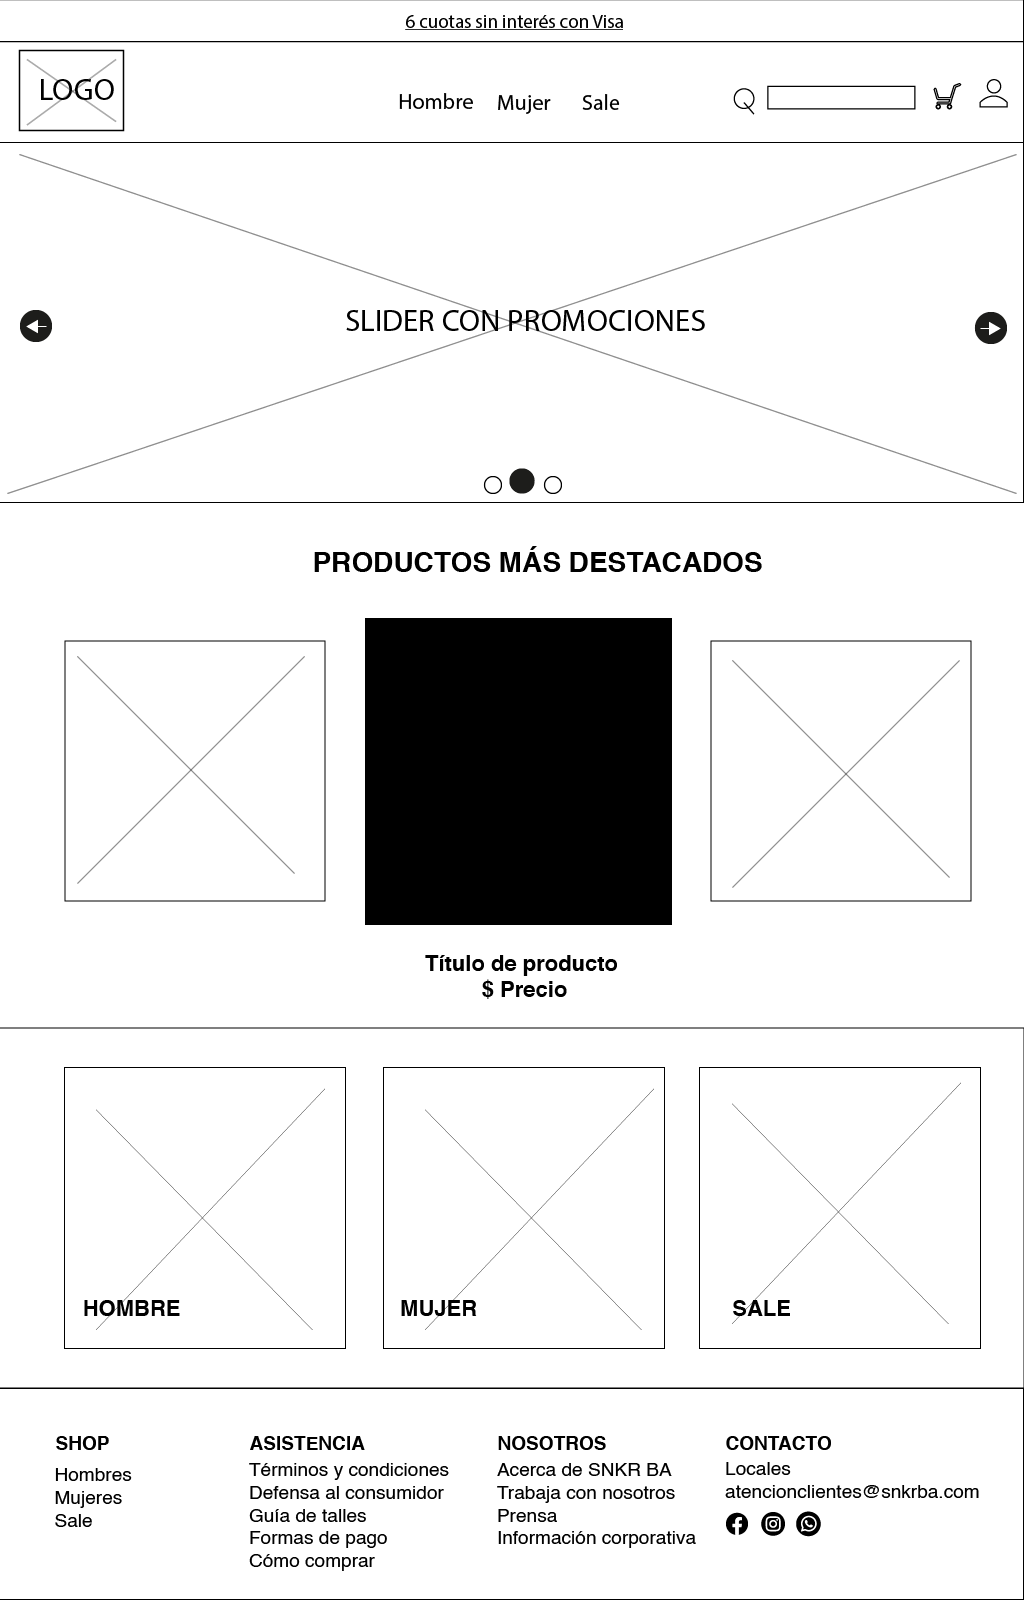 6 cuotas sin interés con Visa
LOGO
Hombre Mujer Sale
SLIDER CON PROMOCIONES
PRODUCTOS MÁS DESTACADOS
Título de producto
$ Precio
HOMBRE
MUJER
SALE
SHOP
Hombres
Mujeres
Sale
ASISTENCIA
Términos y condiciones
Defensa al consumidor
Guía de talles
Formas de pago
Cómo comprar
NOSOTROS
Acerca de SNKR BA
Trabaja con nosotros
Prensa
Información corporativa
CONTACTO
Locales
atencionclientes@snkrba.com